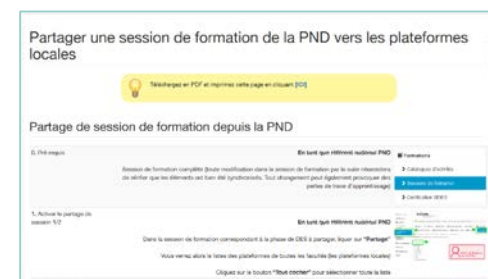 Partager une session de formation de la PND vers les plateformes
locales
Téléchargez en PDF et imprimez cette page en cliquant [ICI]
Partage de session de formation depuis la PND
0. Pré-requis
En tant que référent national PND
Session de formation complète (toute modification dans la session de formation par la suite nécessitera
de vérifier que les éléments ont bien été synchronisés. Tout changement peut également provoquer des
pertes de trace d'apprentissage)
Formations
Catalogues d'activités
Sessions de formation
1. Activer le partage de
session 1/2
En tant que référent national PND
Dans la session de formation correspondant à la phase de DES à partager, cliquer sur "Partage"
Vous verrez alors la liste des plateformes de toutes les facultés (les plateformes locales)
Cliquez sur le bouton "Tout cocher" pour sélectionner toute la liste